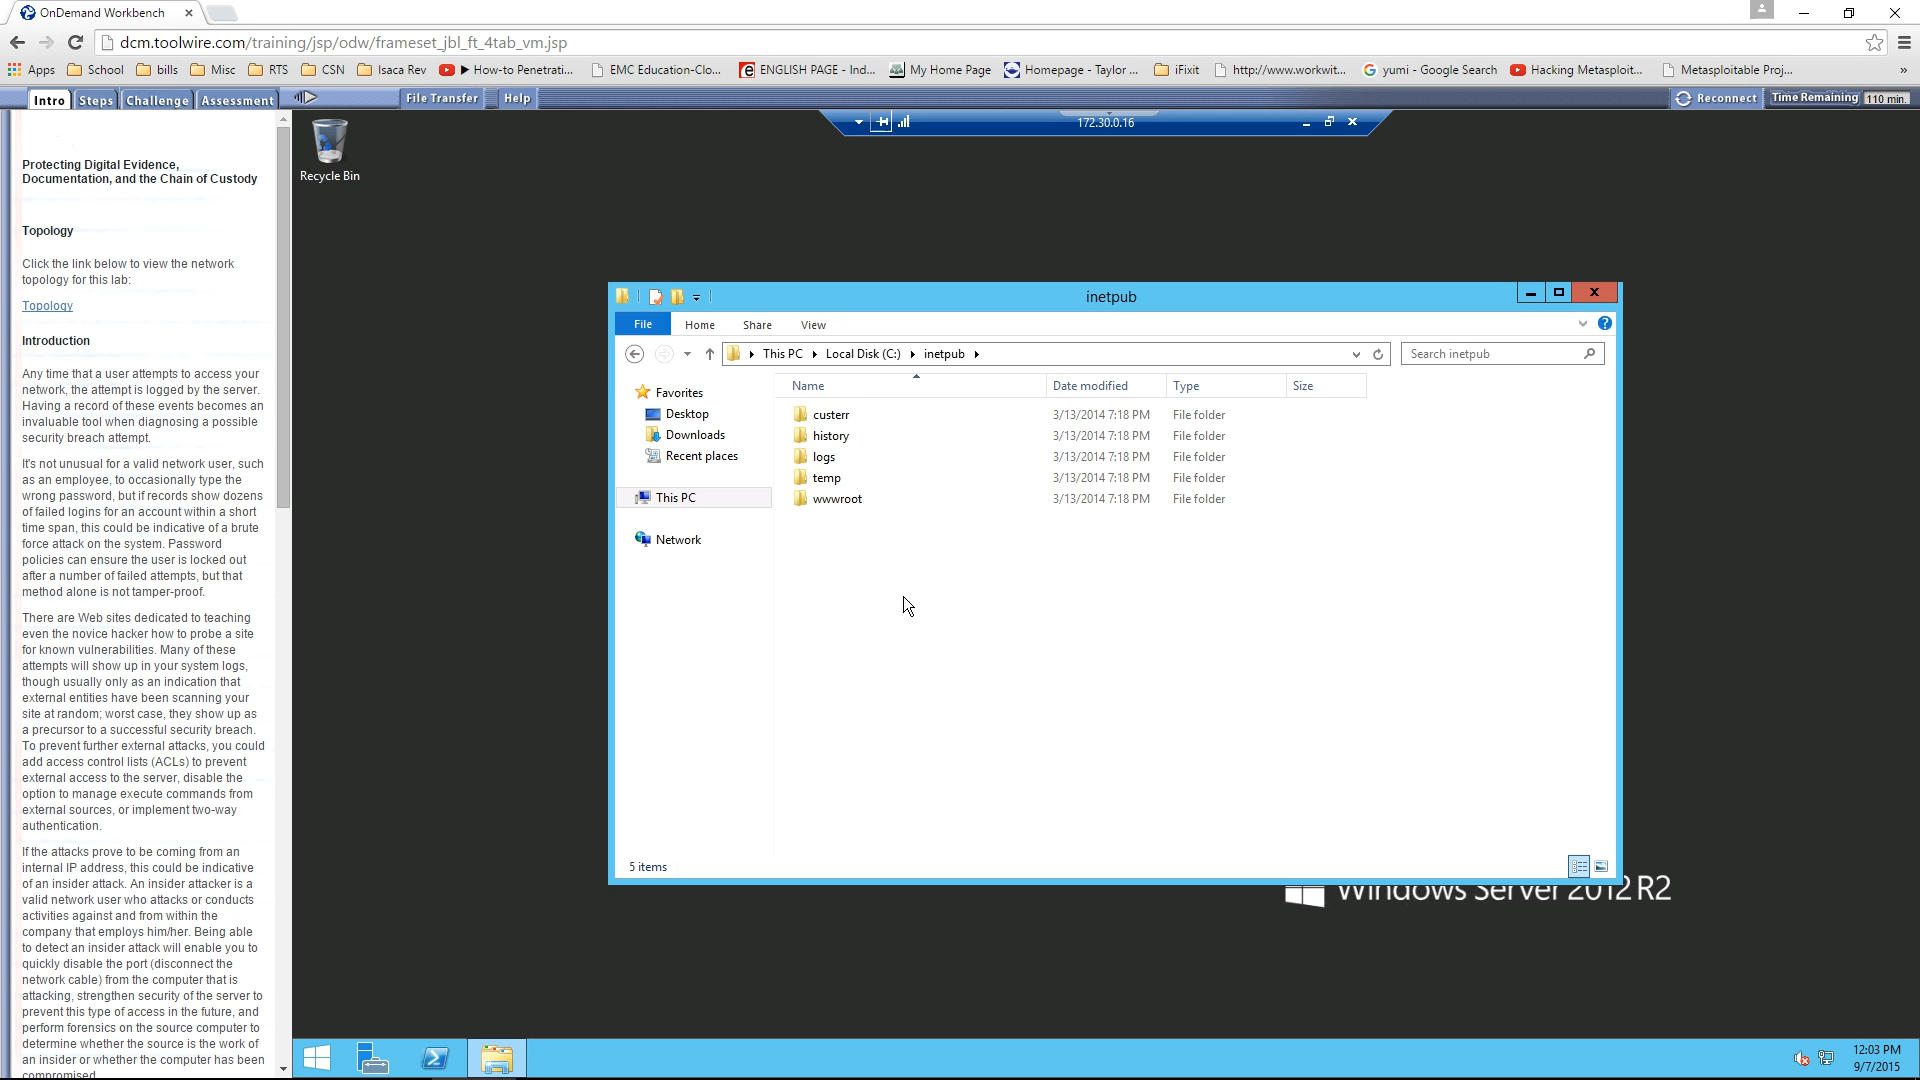 OnDemand Workbench
dcm.toolwire.com/training/jsp/odw/frameset_jbl_ft_4tab_vm.jsp
Apps School bills Misc RTS CSN Isaca Rev ▶ How-to Penetrati... EMC Education-Clo... ENGLISH PAGE - Ind... My Home Page Homepage - Taylor ... iFixit http://www.workwit... yumi - Google Search Hacking Metasploit... Metasploitable Proj... »
Intro Steps Challenge Assessment File Transfer Help Reconnect Time Remaining 110 min.
Protecting Digital Evidence,
Documentation, and the Chain of Custody
Topology
Click the link below to view the network
topology for this lab:
Topology
Introduction
Any time that a user attempts to access your
network, the attempt is logged by the server.
Having a record of these events becomes an
invaluable tool when diagnosing a possible
security breach attempt.
It's not unusual for a valid network user, such
as an employee, to occasionally type the
wrong password, but if records show dozens
of failed logins for an account within a short
time span, this could be indicative of a brute
force attack on the system. Password
policies can ensure the user is locked out
after a number of failed attempts, but that
method alone is not tamper-proof.
There are Web sites dedicated to teaching
even the novice hacker how to probe a site
for known vulnerabilities. Many of these
attempts will show up in your system logs,
though usually only as an indication that
external entities have been scanning your
site at random; worst case, they show up as
a precursor to a successful security breach.
To prevent further external attacks, you could
add access control lists (ACLs) to prevent
external access to the server, disable the
option to manage execute commands from
external sources, or implement two-way
authentication.
If the attacks prove to be coming from an
internal IP address, this could be indicative
of an insider attack. An insider attacker is a
valid network user who attacks or conducts
activities against and from within the
company that employs him/her. Being able
to detect an insider attack will enable you to
quickly disable the port (disconnect the
network cable) from the computer that is
attacking, strengthen security of the server to
prevent this type of access in the future, and
perform forensics on the source computer to
determine whether the source is the work of
an insider or whether the computer has been
compromised.
Recycle Bin
172.30.0.16
inetpub
File Home Share View
This PC Local Disk (C:) inetpub
Search inetpub
Favorites
Desktop
Downloads
Recent places
This PC
Network
Name Date modified Type Size
custerr 3/13/2014 7:18 PM File folder
history 3/13/2014 7:18 PM File folder
logs 3/13/2014 7:18 PM File folder
temp 3/13/2014 7:18 PM File folder
wwwroot 3/13/2014 7:18 PM File folder
5 items
Windows Server 2012 R2
12:03 PM
9/7/2015